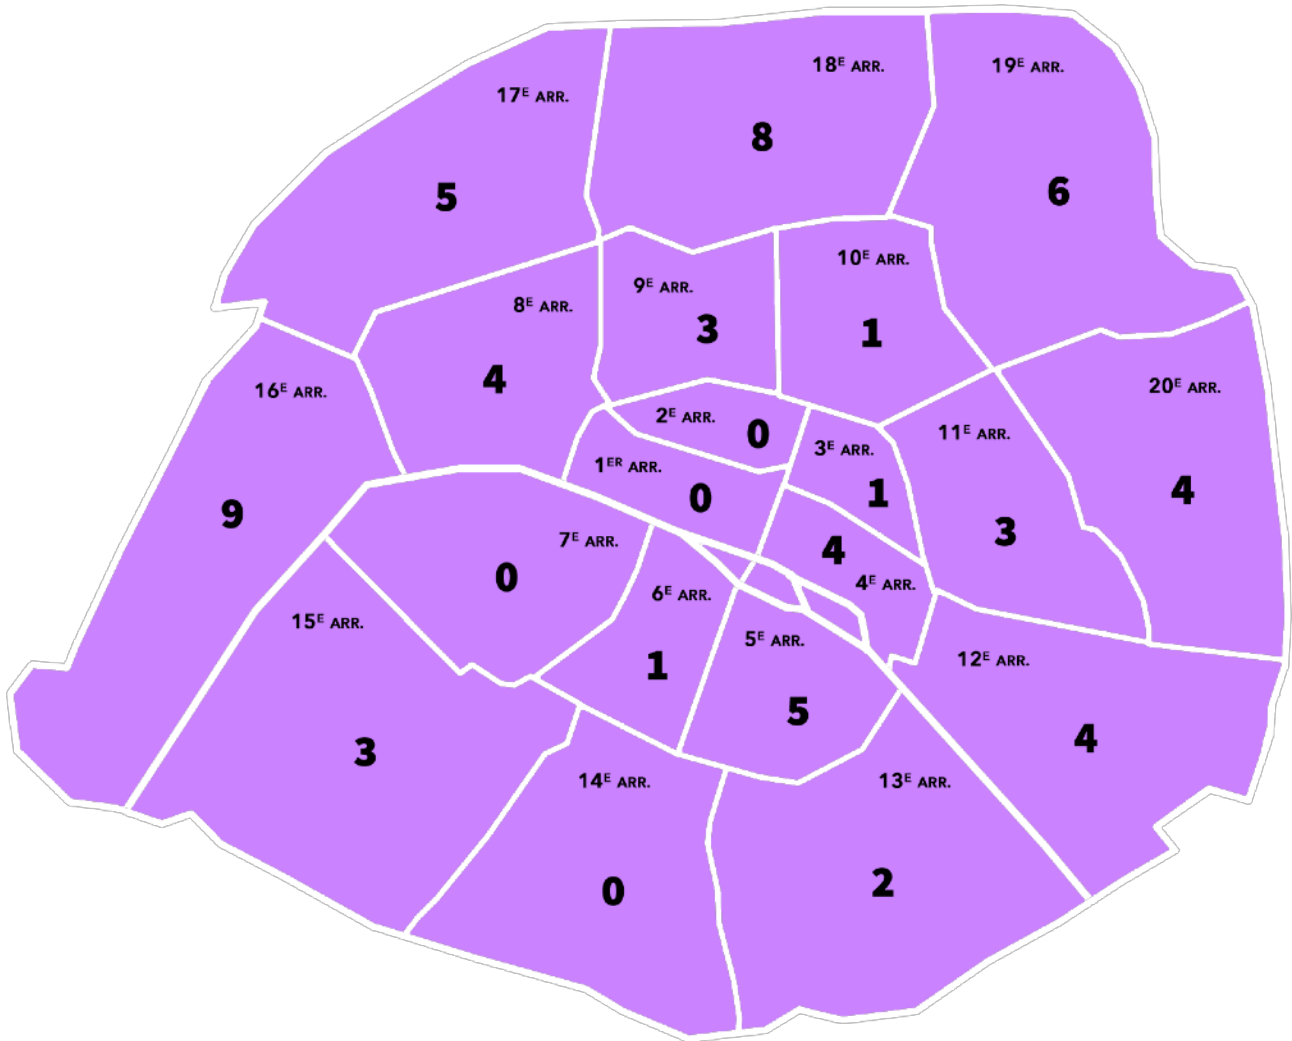 18ᴱ ARR.
19ᴱ ARR.
17ᴱ ARR.
8
6
5
10ᴱ ARR.
9ᴱ ARR.
8ᴱ ARR.
3
1
4
20ᴱ ARR.
16ᴱ ARR.
2ᴱ ARR.
0
11ᴱ ARR.
3ᴱ ARR.
1ᴱᴿ ARR.
0
1
4
9
3
7ᴱ ARR.
4
0
4ᴱ ARR.
6ᴱ ARR.
15ᴱ ARR.
5ᴱ ARR.
12ᴱ ARR.
1
5
4
3
14ᴱ ARR.
13ᴱ ARR.
0
2